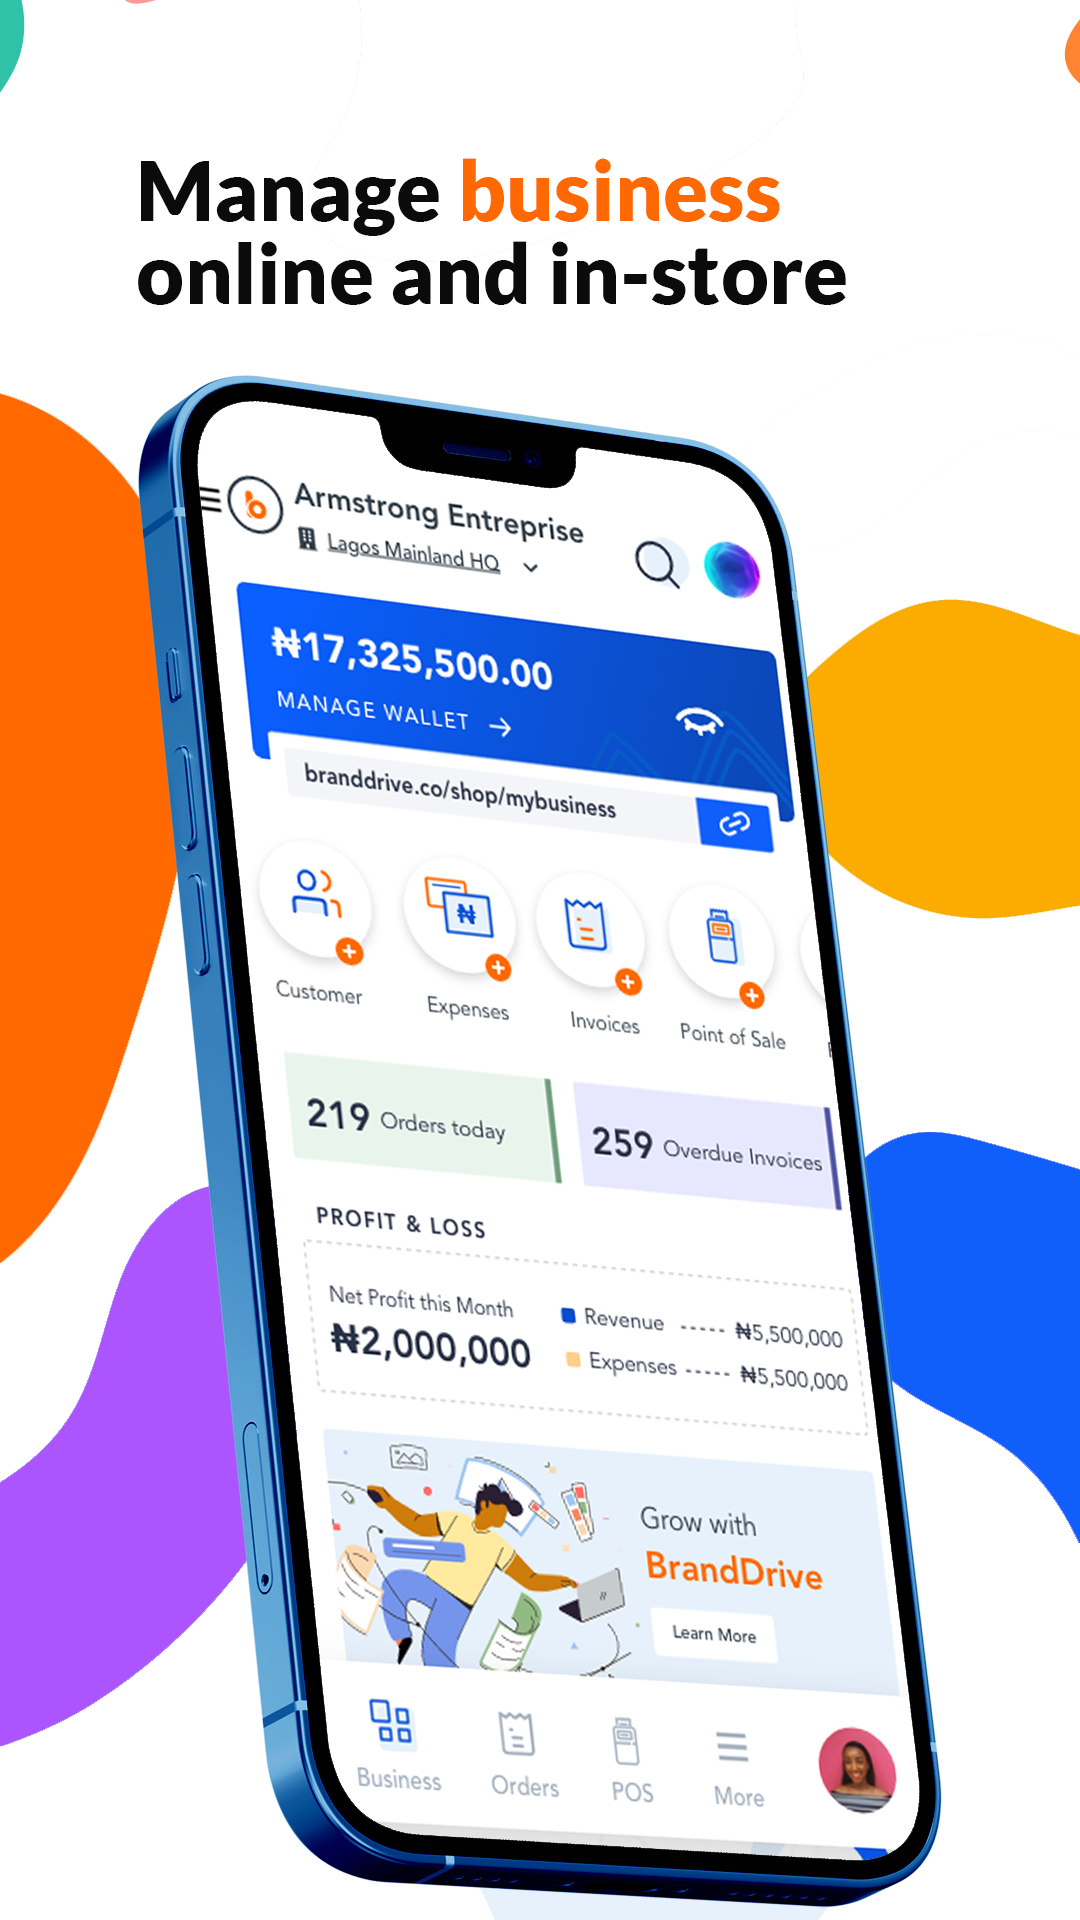 Manage business
online and in-store
Armstrong Entreprise
Lagos Mainland HQ
₦17,325,500.00
MANAGE WALLET
branddrive.co/shop/mybusiness
₦
Customer
Expenses
Invoices
Point of Sale
219 Orders today
259 Overdue Invoices
PROFIT & LOSS
Net Profit this Month
₦2,000,000
Revenue ----- ₦5,500,000
Expenses ----- ₦5,500,000
Grow with
BrandDrive
Learn More
Business
Orders
POS
More